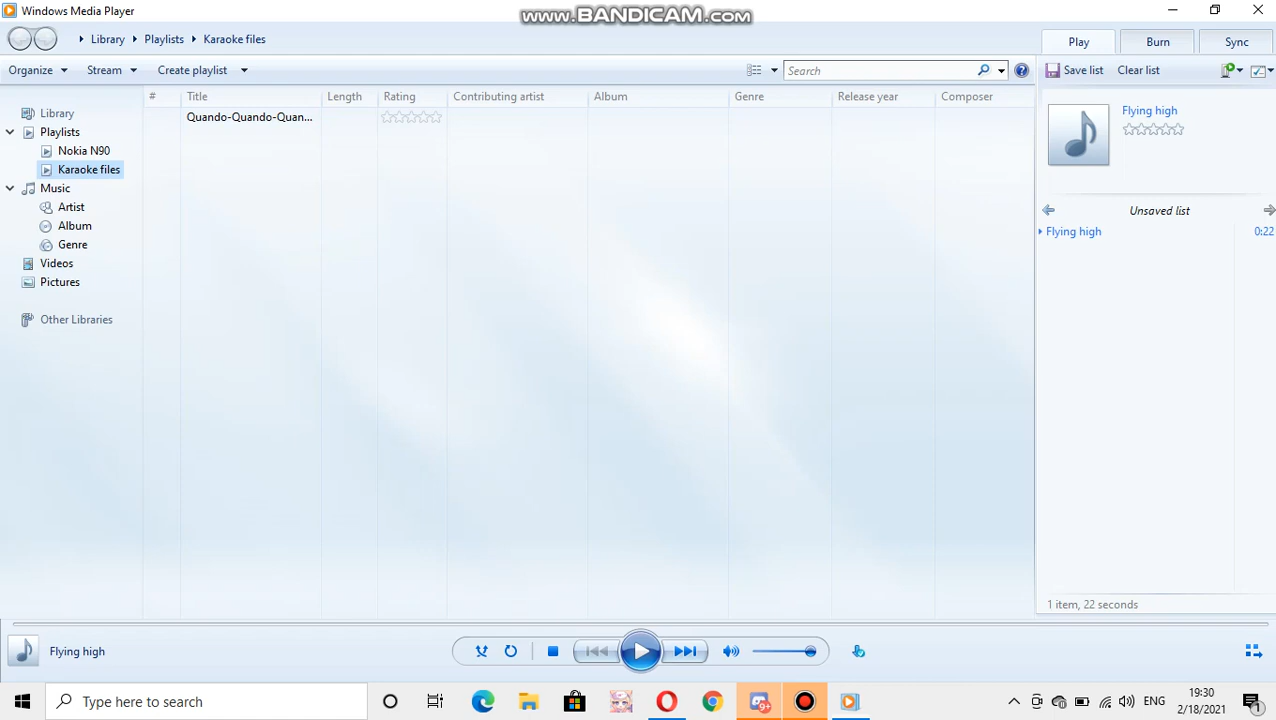 Windows Media Player
www.BANDICAM.com
Library Playlists Karaoke files
Play Burn Sync
Organize Stream Create playlist
Search
Save list Clear list
# Title Length Rating Contributing artist Album Genre Release year Composer
Quando-Quando-Quan...
Library
Playlists
Nokia N90
Karaoke files
Music
Artist
Album
Genre
Videos
Pictures
Other Libraries
Flying high
Unsaved list
Flying high 0:22
1 item, 22 seconds
Flying high
Type here to search
9+
ENG
19:30
2/18/2021
1